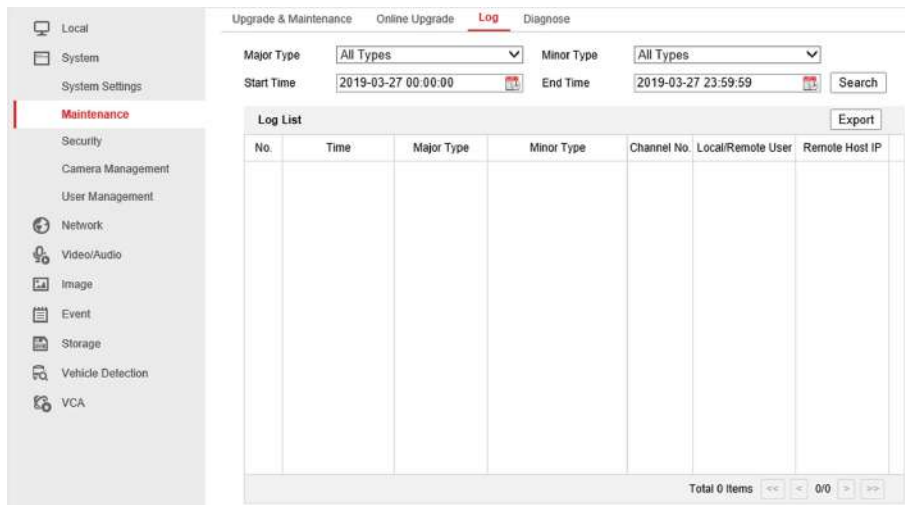 Local
System
System Settings
Maintenance
Security
Camera Management
User Management
Network
Video/Audio
Image
Event
Storage
Vehicle Detection
VCA
Upgrade & Maintenance Online Upgrade Log Diagnose
Major Type All Types Minor Type All Types
Start Time 2019-03-27 00:00:00 End Time 2019-03-27 23:59:59 Search
Log List Export
No. Time Major Type Minor Type Channel No. Local/Remote User Remote Host IP
Total 0 Items << < 0/0 > >>